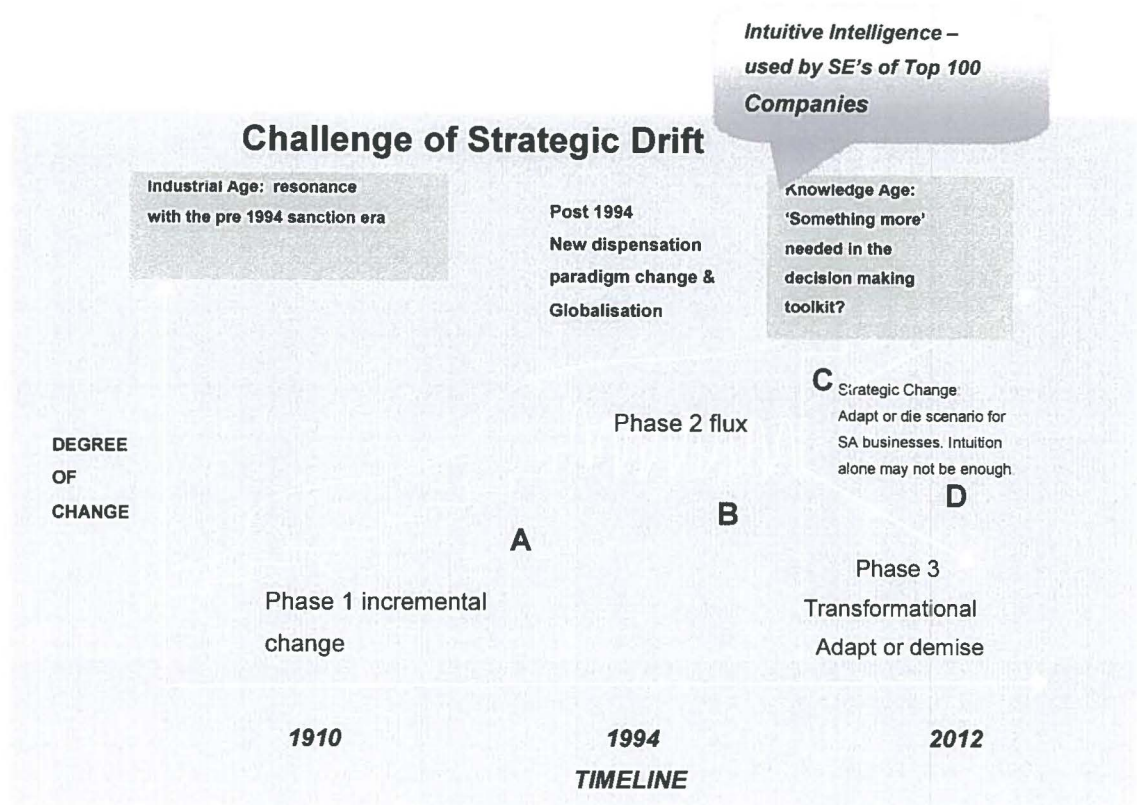 Intuitive Intelligence –
used by SE's of Top 100
Companies
Challenge of Strategic Drift
Industrial Age: resonance
with the pre 1994 sanction era
Post 1994
New dispensation
paradigm change &
Globalisation
Knowledge Age:
'Something more'
needed in the
decision making
toolkit?
C
Strategic Change:
Adapt or die scenario for
SA businesses. Intuition
alone may not be enough.
Phase 2 flux
DEGREE
OF
CHANGE
D
B
A
Phase 3
Transformational
Adapt or demise
Phase 1 incremental
change
1910
1994
2012
TIMELINE